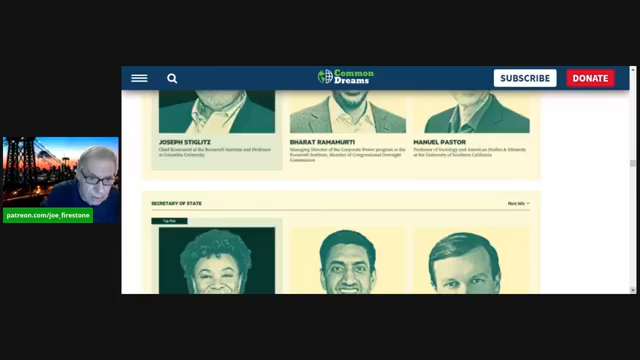 Common
Dreams
SUBSCRIBE
DONATE
JOSEPH STIGLITZ
Chief Economist at the Roosevelt Institute and Professor
at Columbia University
BHARAT RAMAMURTI
Managing Director of the Corporate Power program at the
Roosevelt Institute, Member of Congressional Oversight
Commission
MANUEL PASTOR
Professor of Sociology and American Studies & Ethnicity
at the University of Southern California
patreon.com/joe_firestone
SECRETARY OF STATE
More Info
Top Pick